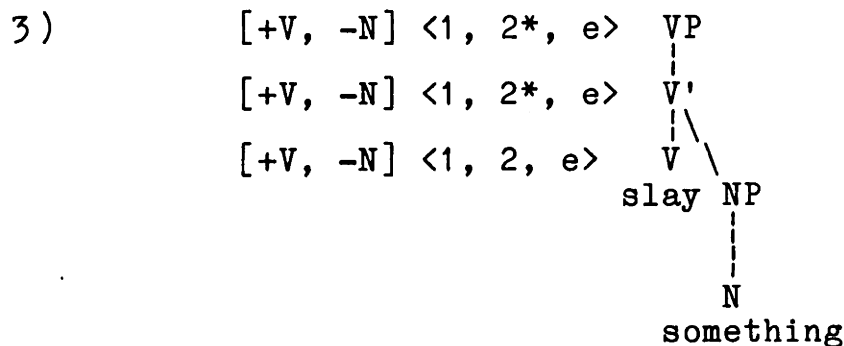 3) [+V, -N] <1, 2*, e> VP
[+V, -N] <1, 2*, e> V'
[+V, -N] <1, 2, e> V
slay NP
N
something